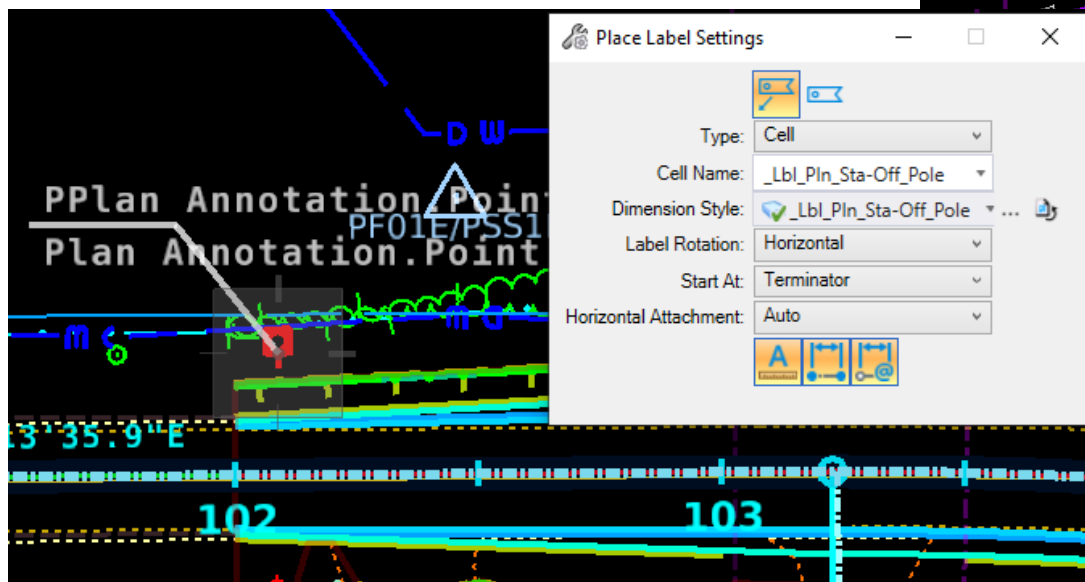 Place Label Settings
Type: Cell
Cell Name: _Lbl_Pln_Sta-Off_Pole
Dimension Style: _Lbl_Pln_Sta-Off_Pole ...
Label Rotation: Horizontal
Start At: Terminator
Horizontal Attachment: Auto
A
@
D W
PPlan Annotation.Point
PF01E/PSS1
Plan Annotation.Point
13'35.9"E
102
103